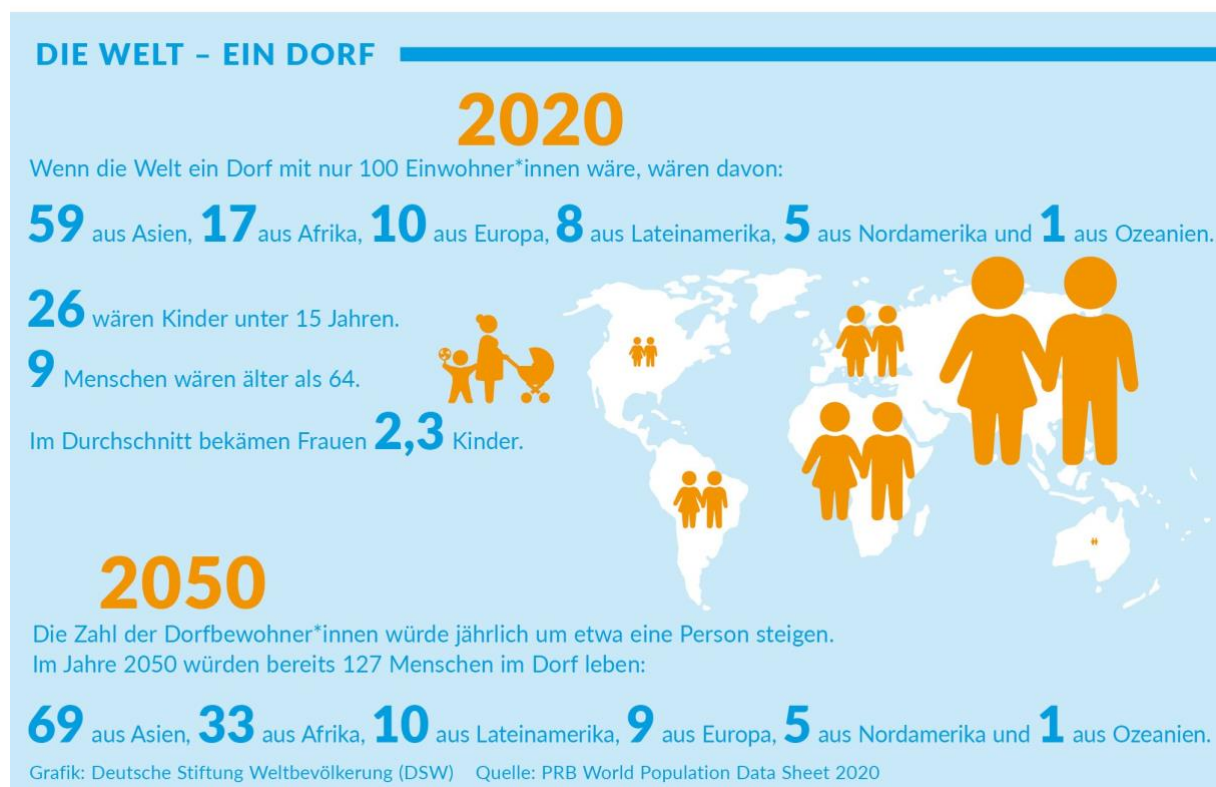 DIE WELT – EIN DORF
2020
Wenn die Welt ein Dorf mit nur 100 Einwohner*innen wäre, wären davon:
59 aus Asien, 17 aus Afrika, 10 aus Europa, 8 aus Lateinamerika, 5 aus Nordamerika und 1 aus Ozeanien.
26 wären Kinder unter 15 Jahren.
9 Menschen wären älter als 64.
Im Durchschnitt bekämen Frauen 2,3 Kinder.
2050
Die Zahl der Dorfbewohner*innen würde jährlich um etwa eine Person steigen.
Im Jahre 2050 würden bereits 127 Menschen im Dorf leben:
69 aus Asien, 33 aus Afrika, 10 aus Lateinamerika, 9 aus Europa, 5 aus Nordamerika und 1 aus Ozeanien.
Grafik: Deutsche Stiftung Weltbevölkerung (DSW) Quelle: PRB World Population Data Sheet 2020